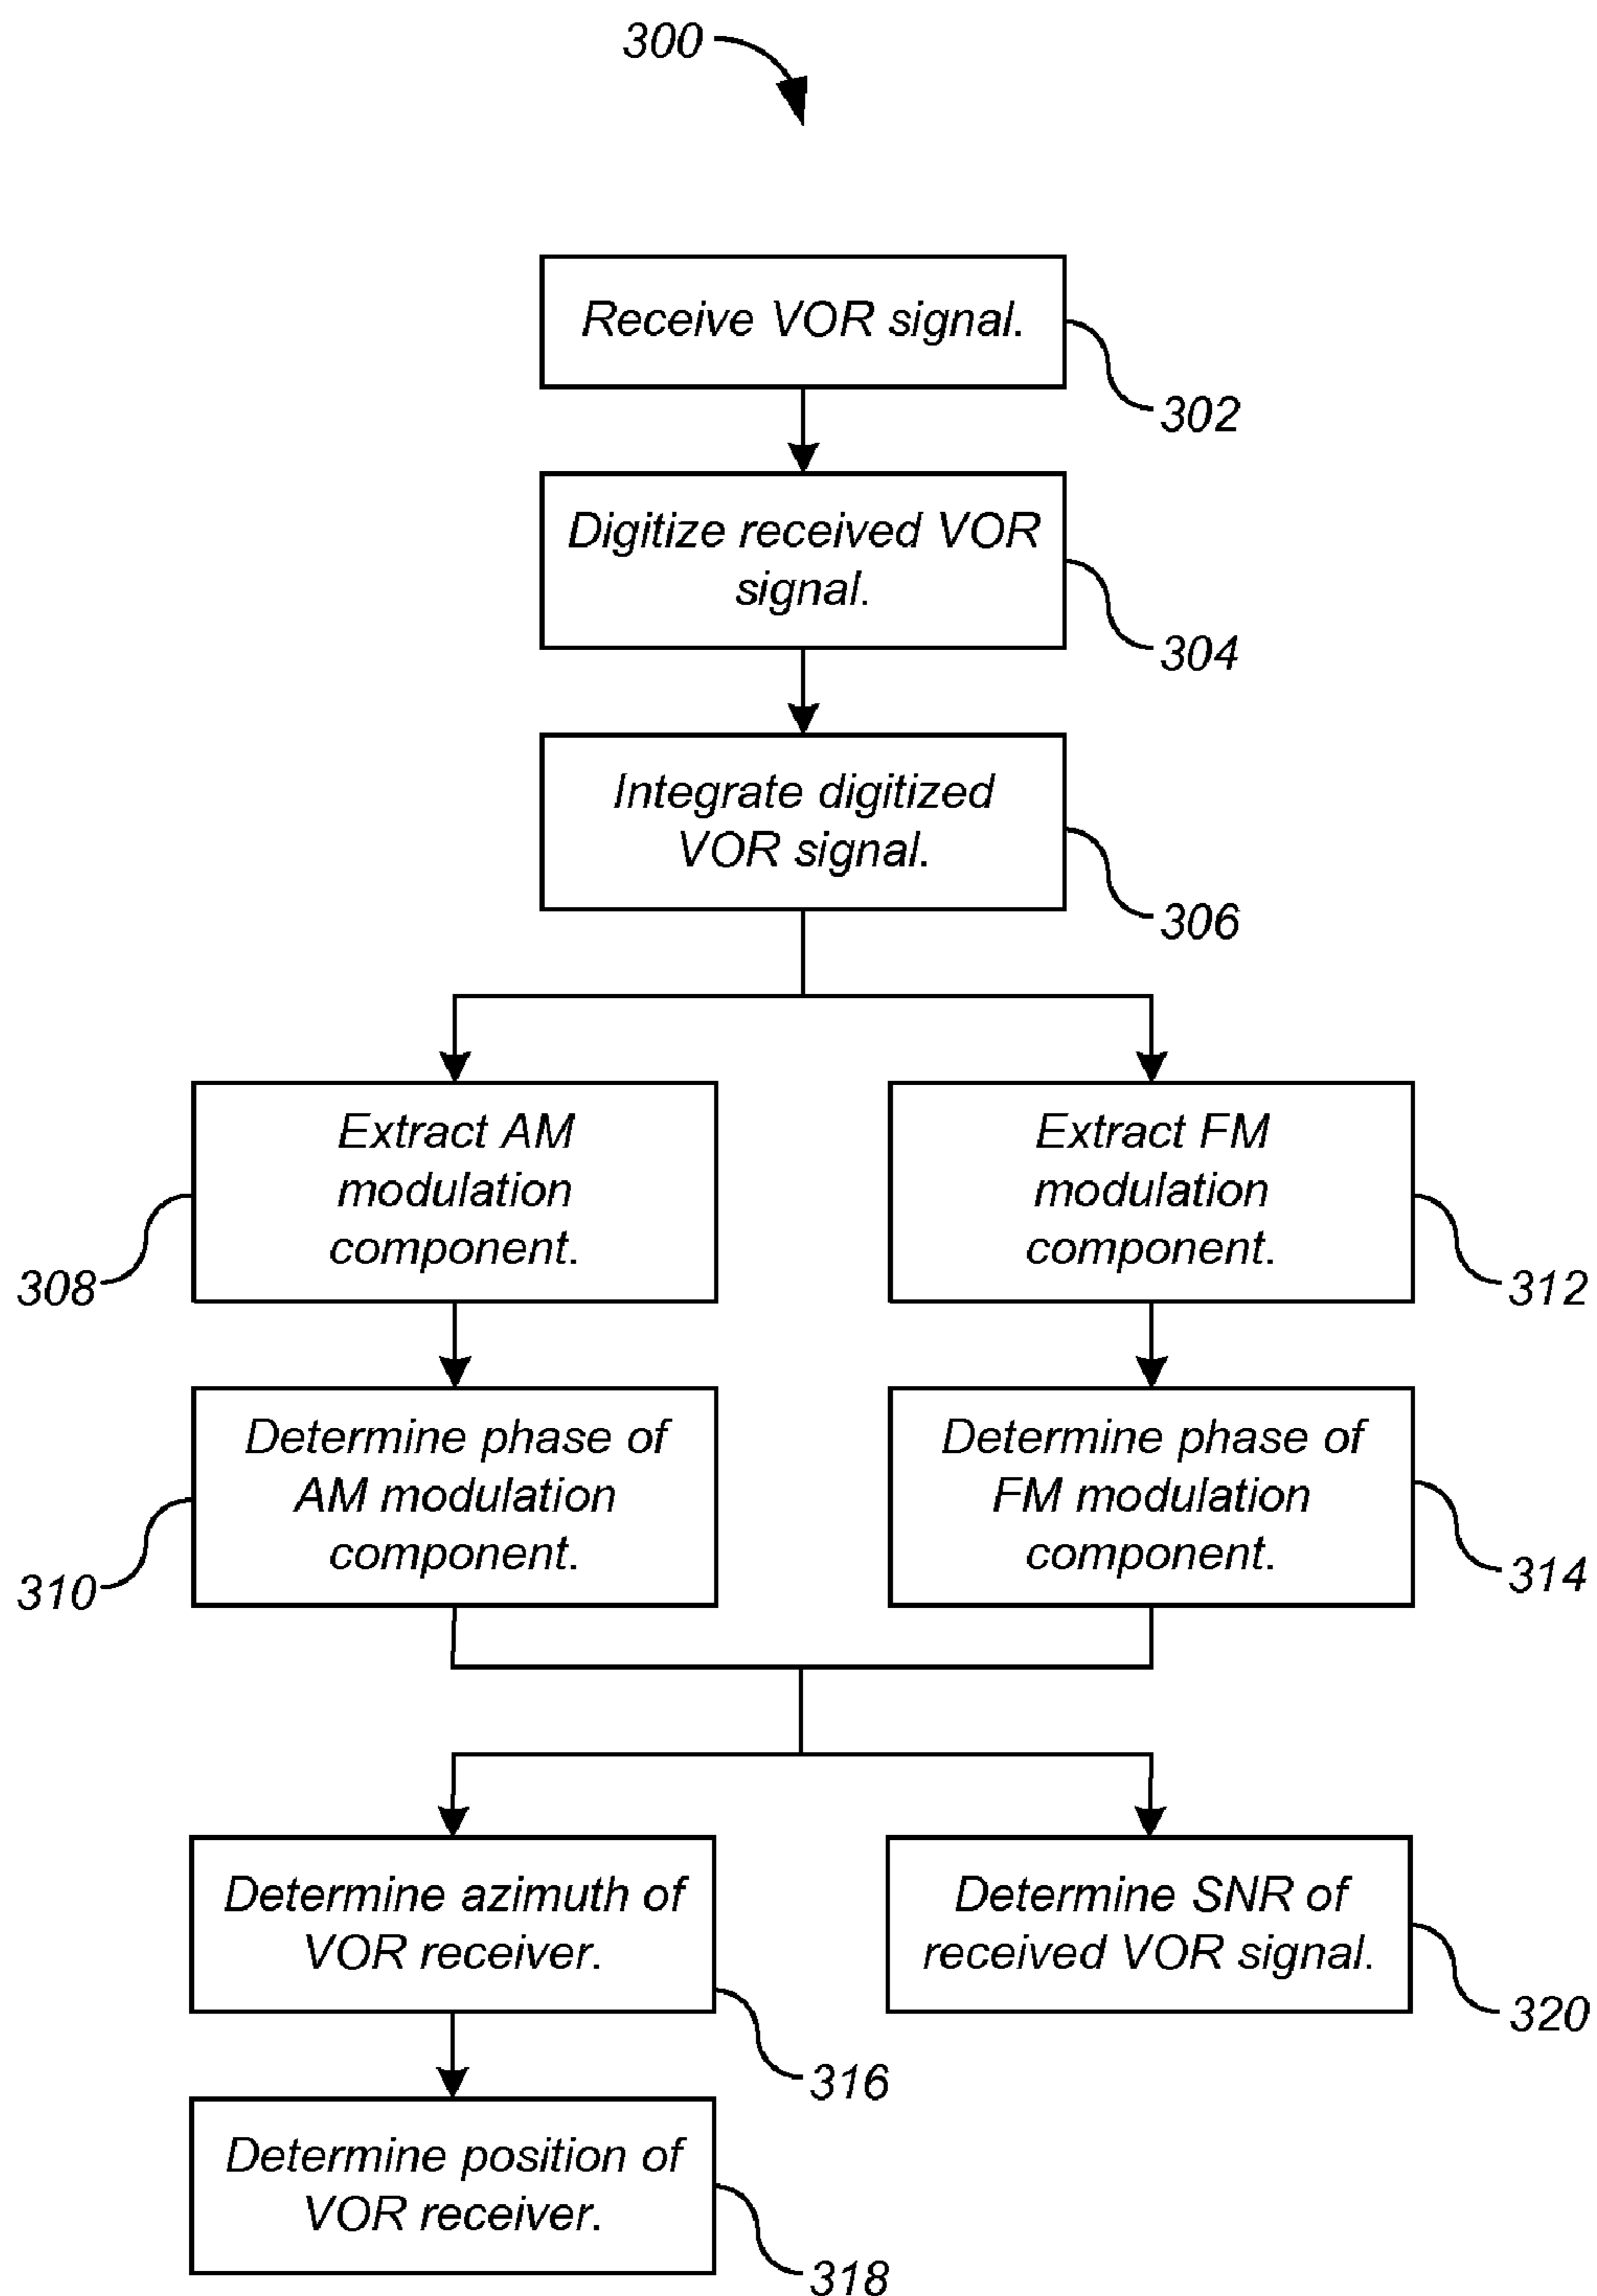 300
Receive VOR signal.
302
Digitize received VOR
signal.
304
Integrate digitized
VOR signal.
306
Extract AM
modulation
component.
308
Extract FM
modulation
component.
312
Determine phase of
AM modulation
component.
310
Determine phase of
FM modulation
component.
314
Determine azimuth of
VOR receiver.
316
Determine SNR of
received VOR signal.
320
Determine position of
VOR receiver.
318